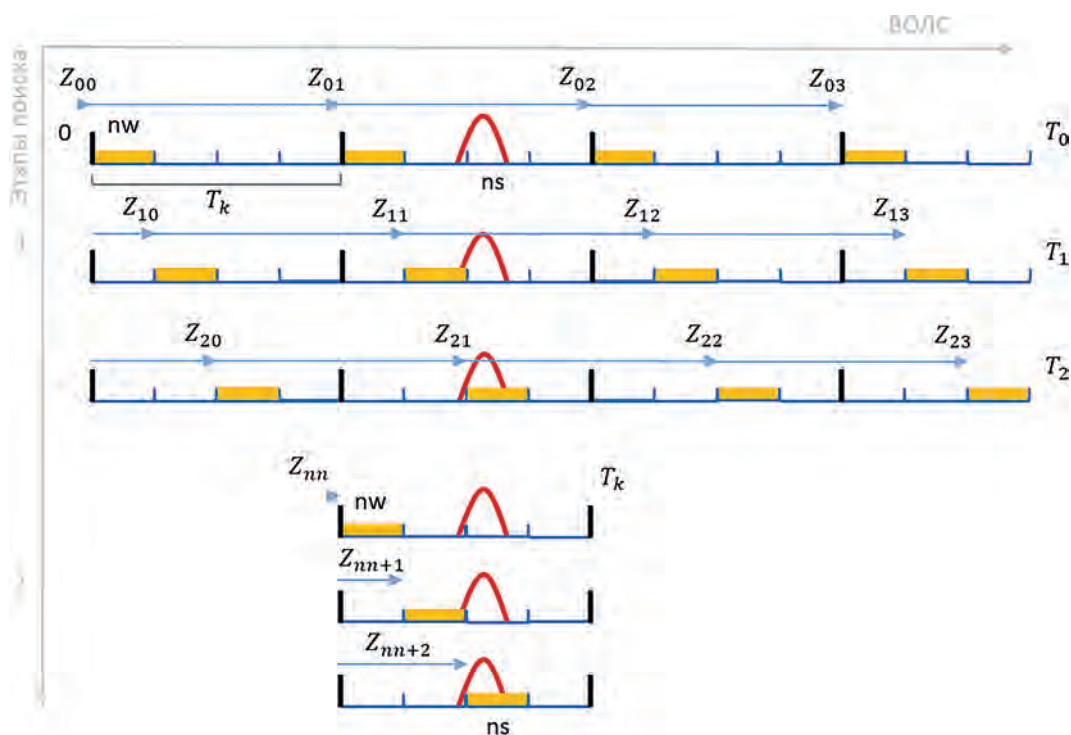 ВОЛС
Этапы поиска
Z₀₀ Z₀₁ Z₀₂ Z₀₃
0 nw T₀
ns
Tₖ
Z₁₀ Z₁₁ Z₁₂ Z₁₃
T₁
Z₂₀ Z₂₁ Z₂₂ Z₂₃
T₂
Zₙₙ Tₖ
nw
Zₙₙ₊₁
Zₙₙ₊₂
ns